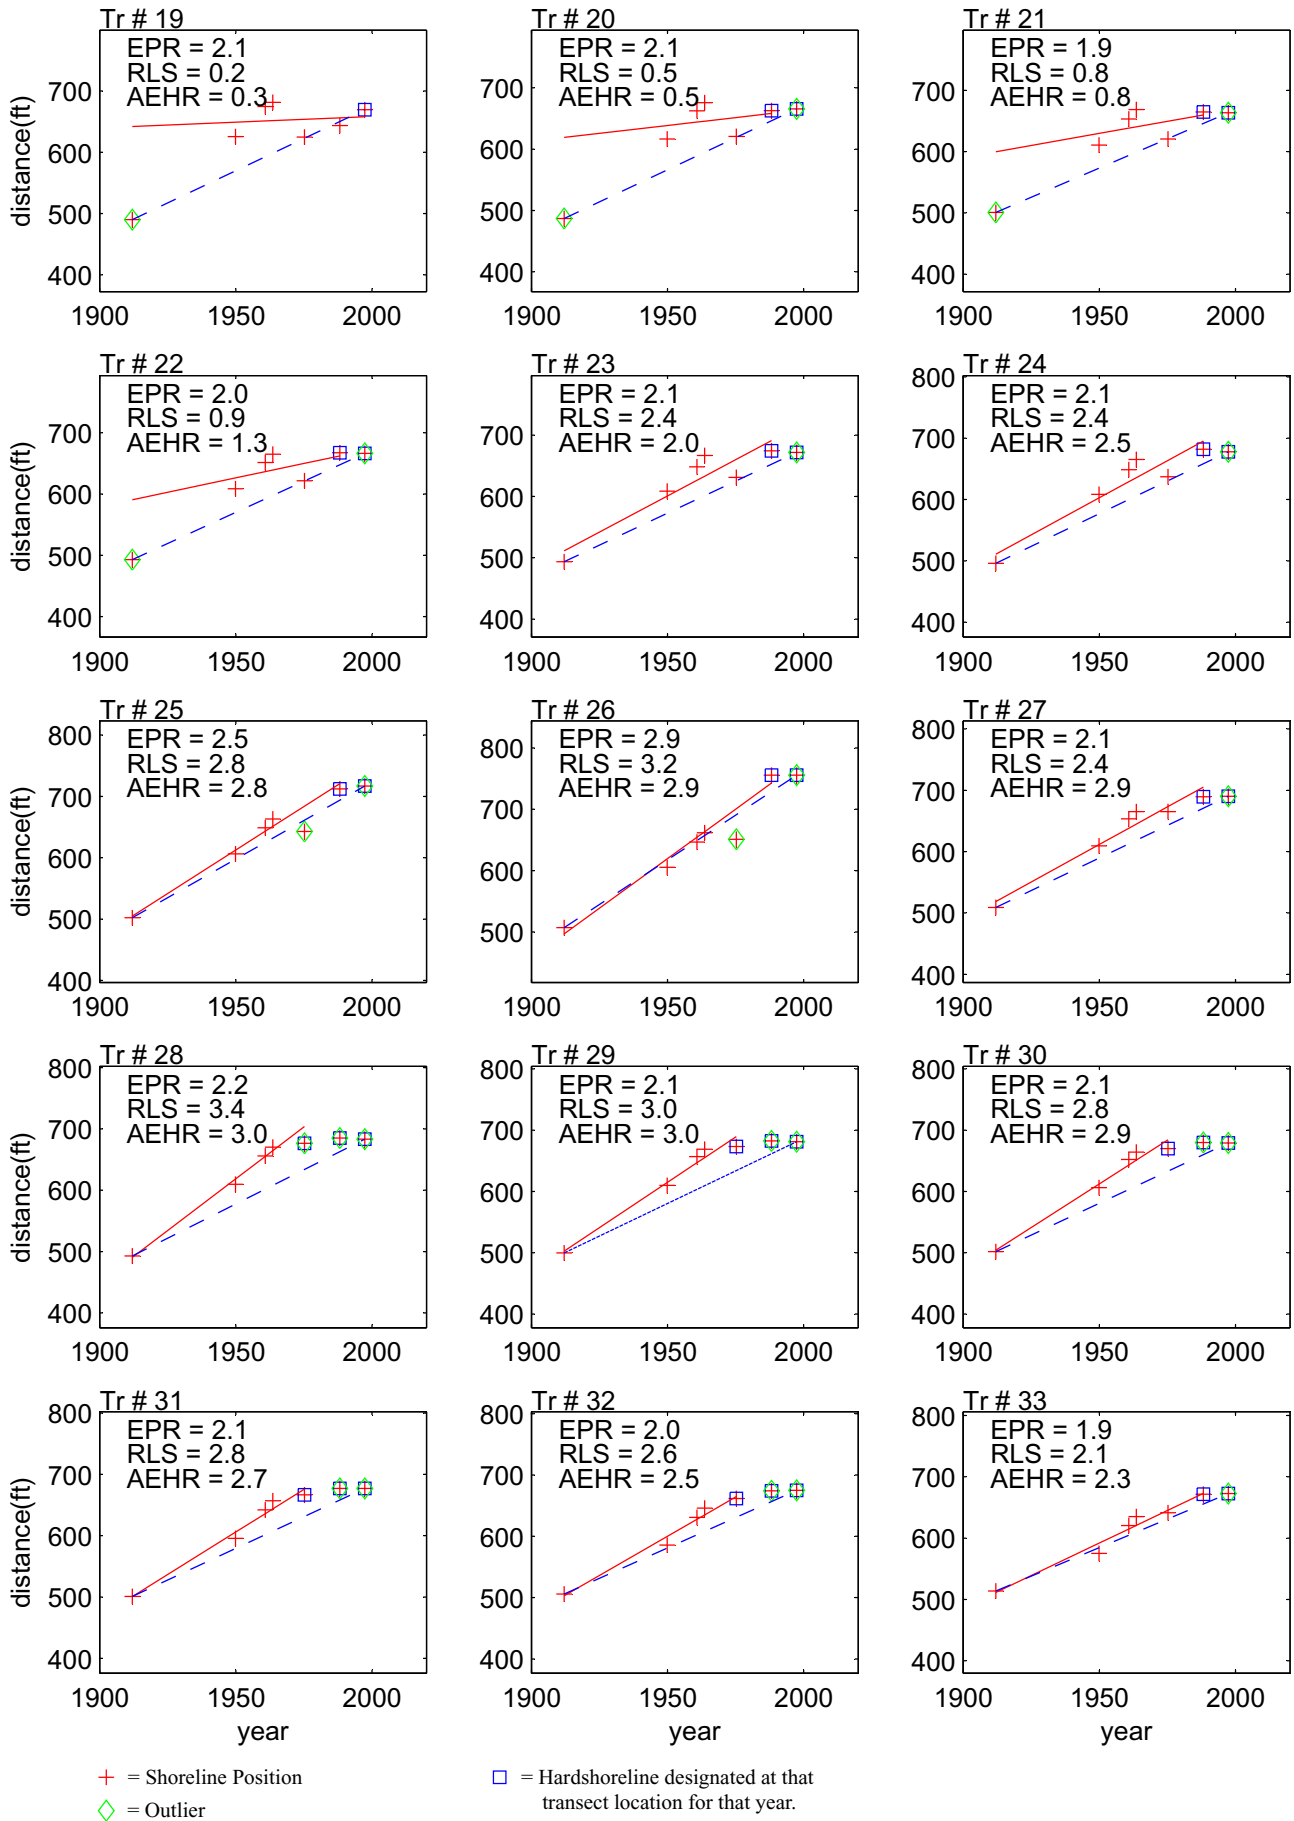 Tr # 19
EPR = 2.1
RLS = 0.2
AEHR = 0.3
distance(ft)
700
600
500
400
1900 1950 2000
Tr # 20
EPR = 2.1
RLS = 0.5
AEHR = 0.5
700
600
500
400
1900 1950 2000
Tr # 21
EPR = 1.9
RLS = 0.8
AEHR = 0.8
700
600
500
400
1900 1950 2000
Tr # 22
EPR = 2.0
RLS = 0.9
AEHR = 1.3
distance(ft)
700
600
500
400
1900 1950 2000
Tr # 23
EPR = 2.1
RLS = 2.4
AEHR = 2.0
700
600
500
400
1900 1950 2000
Tr # 24
EPR = 2.1
RLS = 2.4
AEHR = 2.5
800
700
600
500
400
1900 1950 2000
Tr # 25
EPR = 2.5
RLS = 2.8
AEHR = 2.8
distance(ft)
800
700
600
500
400
1900 1950 2000
Tr # 26
EPR = 2.9
RLS = 3.2
AEHR = 2.9
800
700
600
500
1900 1950 2000
Tr # 27
EPR = 2.1
RLS = 2.4
AEHR = 2.9
800
700
600
500
400
1900 1950 2000
Tr # 28
EPR = 2.2
RLS = 3.4
AEHR = 3.0
distance(ft)
800
700
600
500
400
1900 1950 2000
Tr # 29
EPR = 2.1
RLS = 3.0
AEHR = 3.0
800
700
600
500
400
1900 1950 2000
Tr # 30
EPR = 2.1
RLS = 2.8
AEHR = 2.9
800
700
600
500
400
1900 1950 2000
Tr # 31
EPR = 2.1
RLS = 2.8
AEHR = 2.7
distance(ft)
800
700
600
500
400
1900 1950 2000
year
Tr # 32
EPR = 2.0
RLS = 2.6
AEHR = 2.5
800
700
600
500
400
1900 1950 2000
year
Tr # 33
EPR = 1.9
RLS = 2.1
AEHR = 2.3
800
700
600
500
400
1900 1950 2000
year
= Shoreline Position
= Outlier
= Hardshoreline designated at that
transect location for that year.